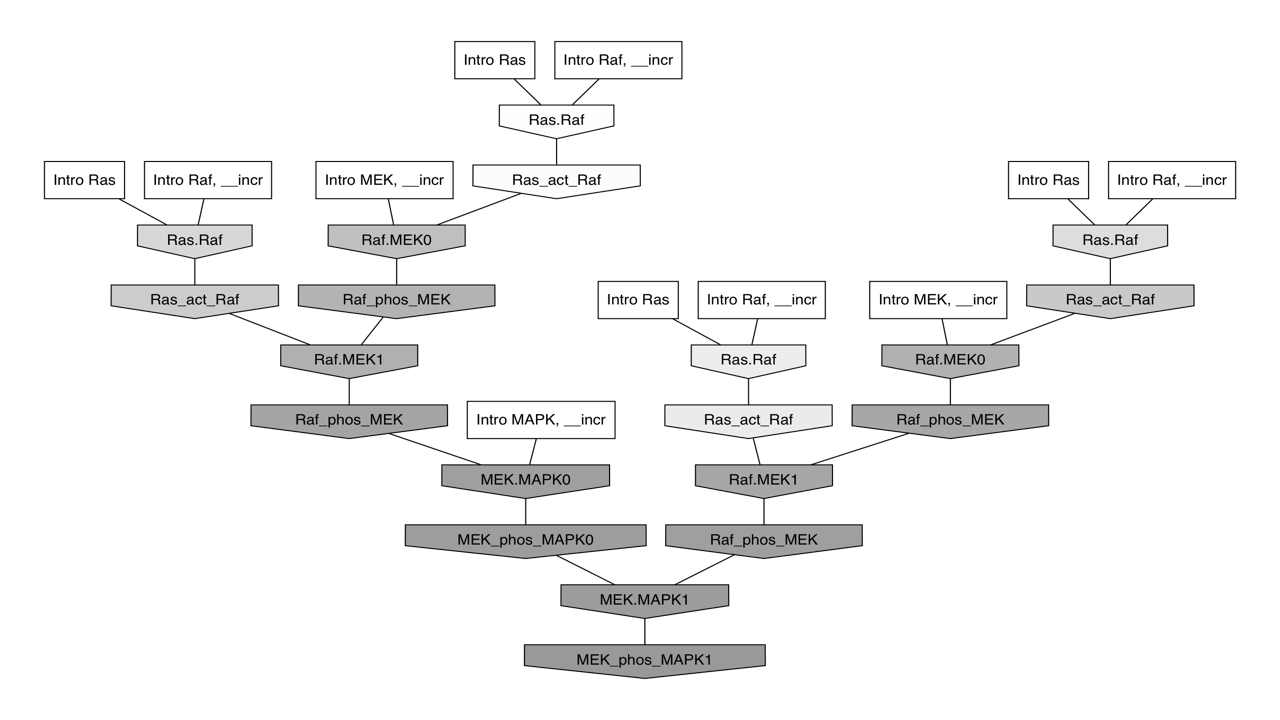 Intro Ras
Intro Raf, __incr
Ras.Raf
Intro Ras
Intro Raf, __incr
Intro MEK, __incr
Ras_act_Raf
Intro Ras
Intro Raf, __incr
Ras.Raf
Raf.MEK0
Ras.Raf
Ras_act_Raf
Raf_phos_MEK
Intro Ras
Intro Raf, __incr
Intro MEK, __incr
Ras_act_Raf
Raf.MEK1
Ras.Raf
Raf.MEK0
Raf_phos_MEK
Intro MAPK, __incr
Ras_act_Raf
Raf_phos_MEK
MEK.MAPK0
Raf.MEK1
MEK_phos_MAPK0
Raf_phos_MEK
MEK.MAPK1
MEK_phos_MAPK1